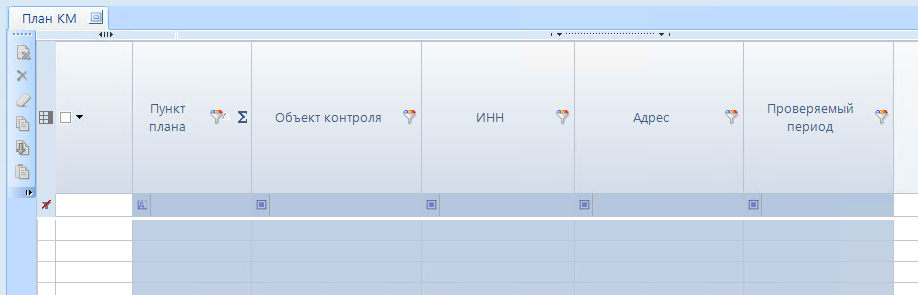 План КМ
Пункт
плана
Σ
Объект контроля
ИНН
Адрес
Проверяемый
период
A